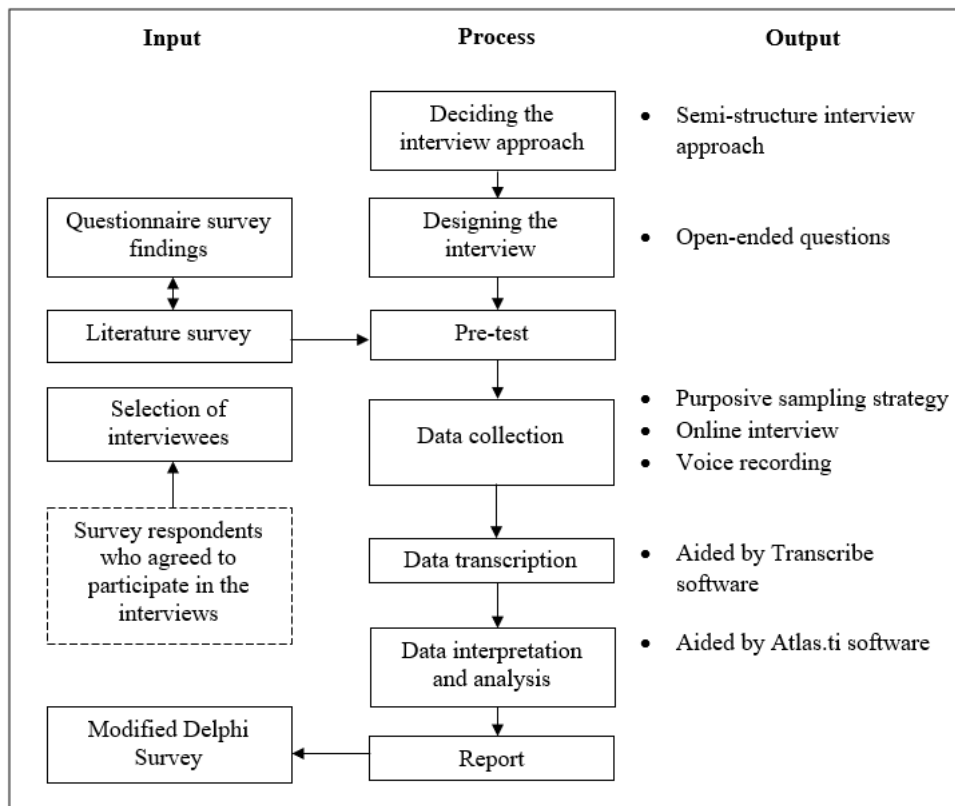 Input
Process
Output
Deciding the
interview approach
• Semi-structure interview
approach
Questionnaire survey
findings
Designing the
interview
• Open-ended questions
Literature survey
Pre-test
Selection of
interviewees
Data collection
• Purposive sampling strategy
• Online interview
• Voice recording
Survey respondents
who agreed to
participate in the
interviews
Data transcription
• Aided by Transcribe
software
Data interpretation
and analysis
• Aided by Atlas.ti software
Modified Delphi
Survey
Report